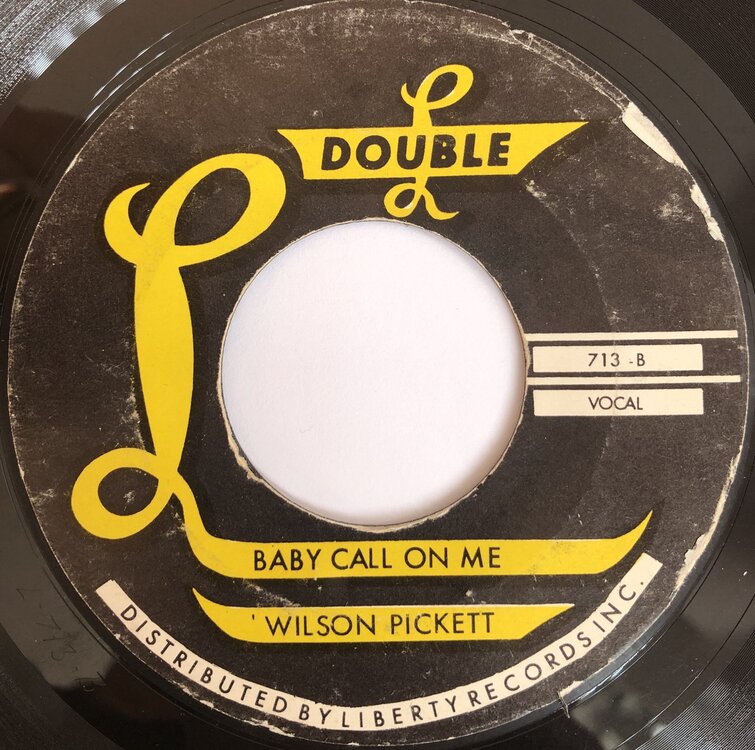 L
DOUBLE
L
713 -B
VOCAL
BABY CALL ON ME
' WILSON PICKETT
DISTRIBUTED BY LIBERTY RECORDS INC.